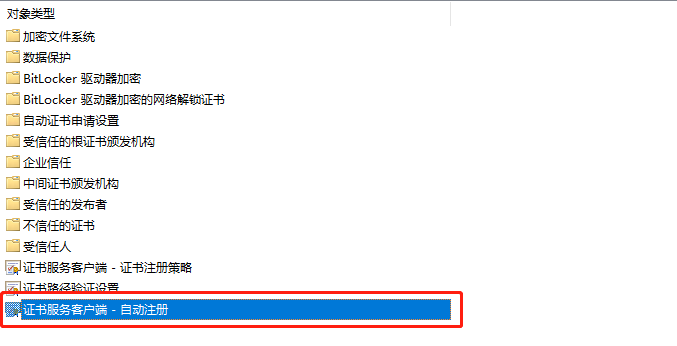 对象类型
加密文件系统
数据保护
BitLocker 驱动器加密
BitLocker 驱动器加密的网络解锁证书
自动证书申请设置
受信任的根证书颁发机构
企业信任
中间证书颁发机构
受信任的发布者
不信任的证书
受信任人
证书服务客户端 - 证书注册策略
证书路径验证设置
证书服务客户端 - 自动注册